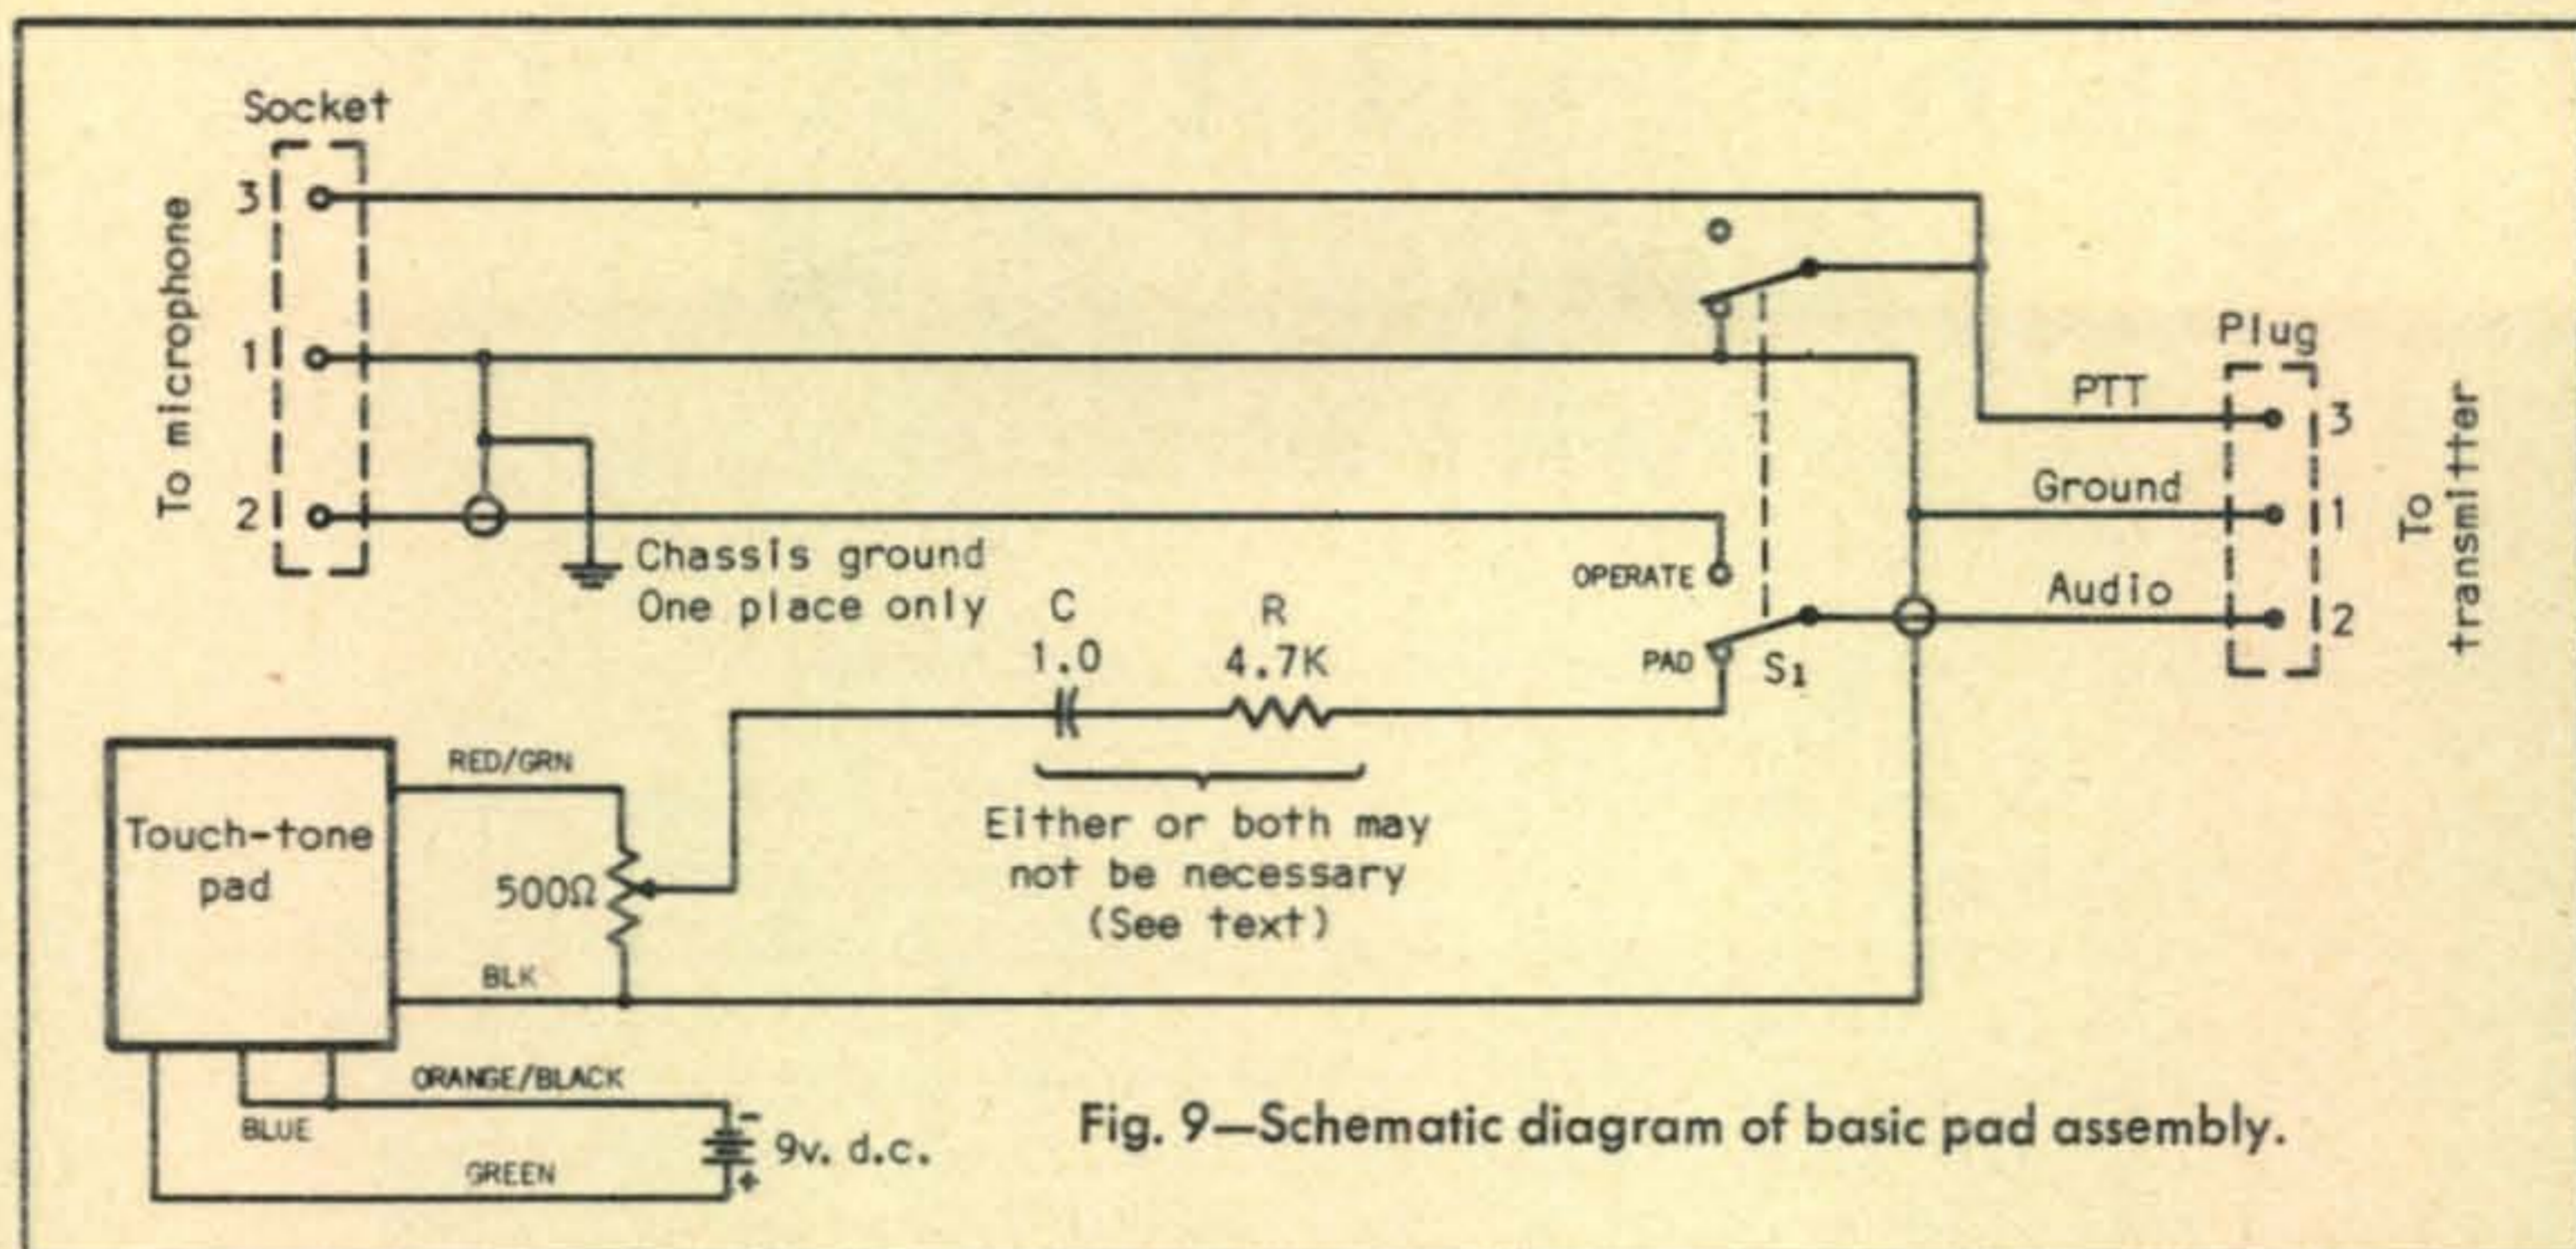 Socket
To microphone
3
1
2
Chassis ground
One place only
C
1.0
R
4.7K
Either or both may
not be necessary
(See text)
OPERATE
PAD
S1
Plug
PTT
3
Ground
1
Audio
2
To
transmitter
Touch-tone
pad
RED/GRN
500Ω
BLK
ORANGE/BLACK
BLUE
GREEN
-
9v. d.c.
+
Fig. 9—Schematic diagram of basic pad assembly.